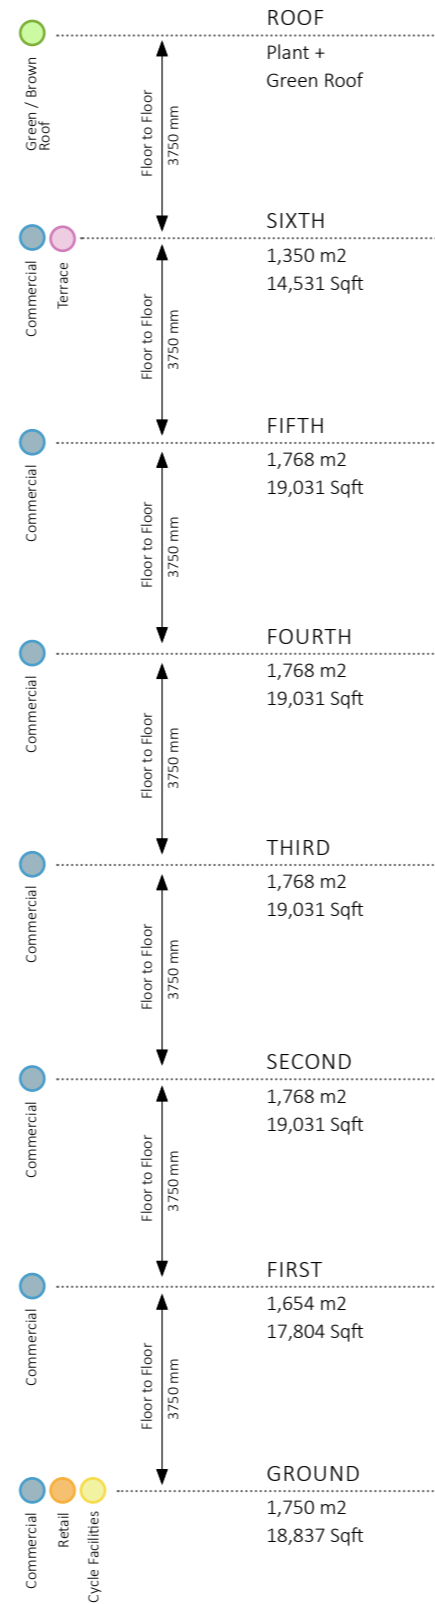 ROOF
Plant +
Green Roof
Green / Brown
Roof
Floor to Floor
3750 mm
SIXTH
1,350 m2
14,531 Sqft
Commercial
Terrace
Floor to Floor
3750 mm
FIFTH
1,768 m2
19,031 Sqft
Commercial
Floor to Floor
3750 mm
FOURTH
1,768 m2
19,031 Sqft
Commercial
Floor to Floor
3750 mm
THIRD
1,768 m2
19,031 Sqft
Commercial
Floor to Floor
3750 mm
SECOND
1,768 m2
19,031 Sqft
Commercial
Floor to Floor
3750 mm
FIRST
1,654 m2
17,804 Sqft
Commercial
Floor to Floor
3750 mm
GROUND
1,750 m2
18,837 Sqft
Commercial
Retail
Cycle Facilities